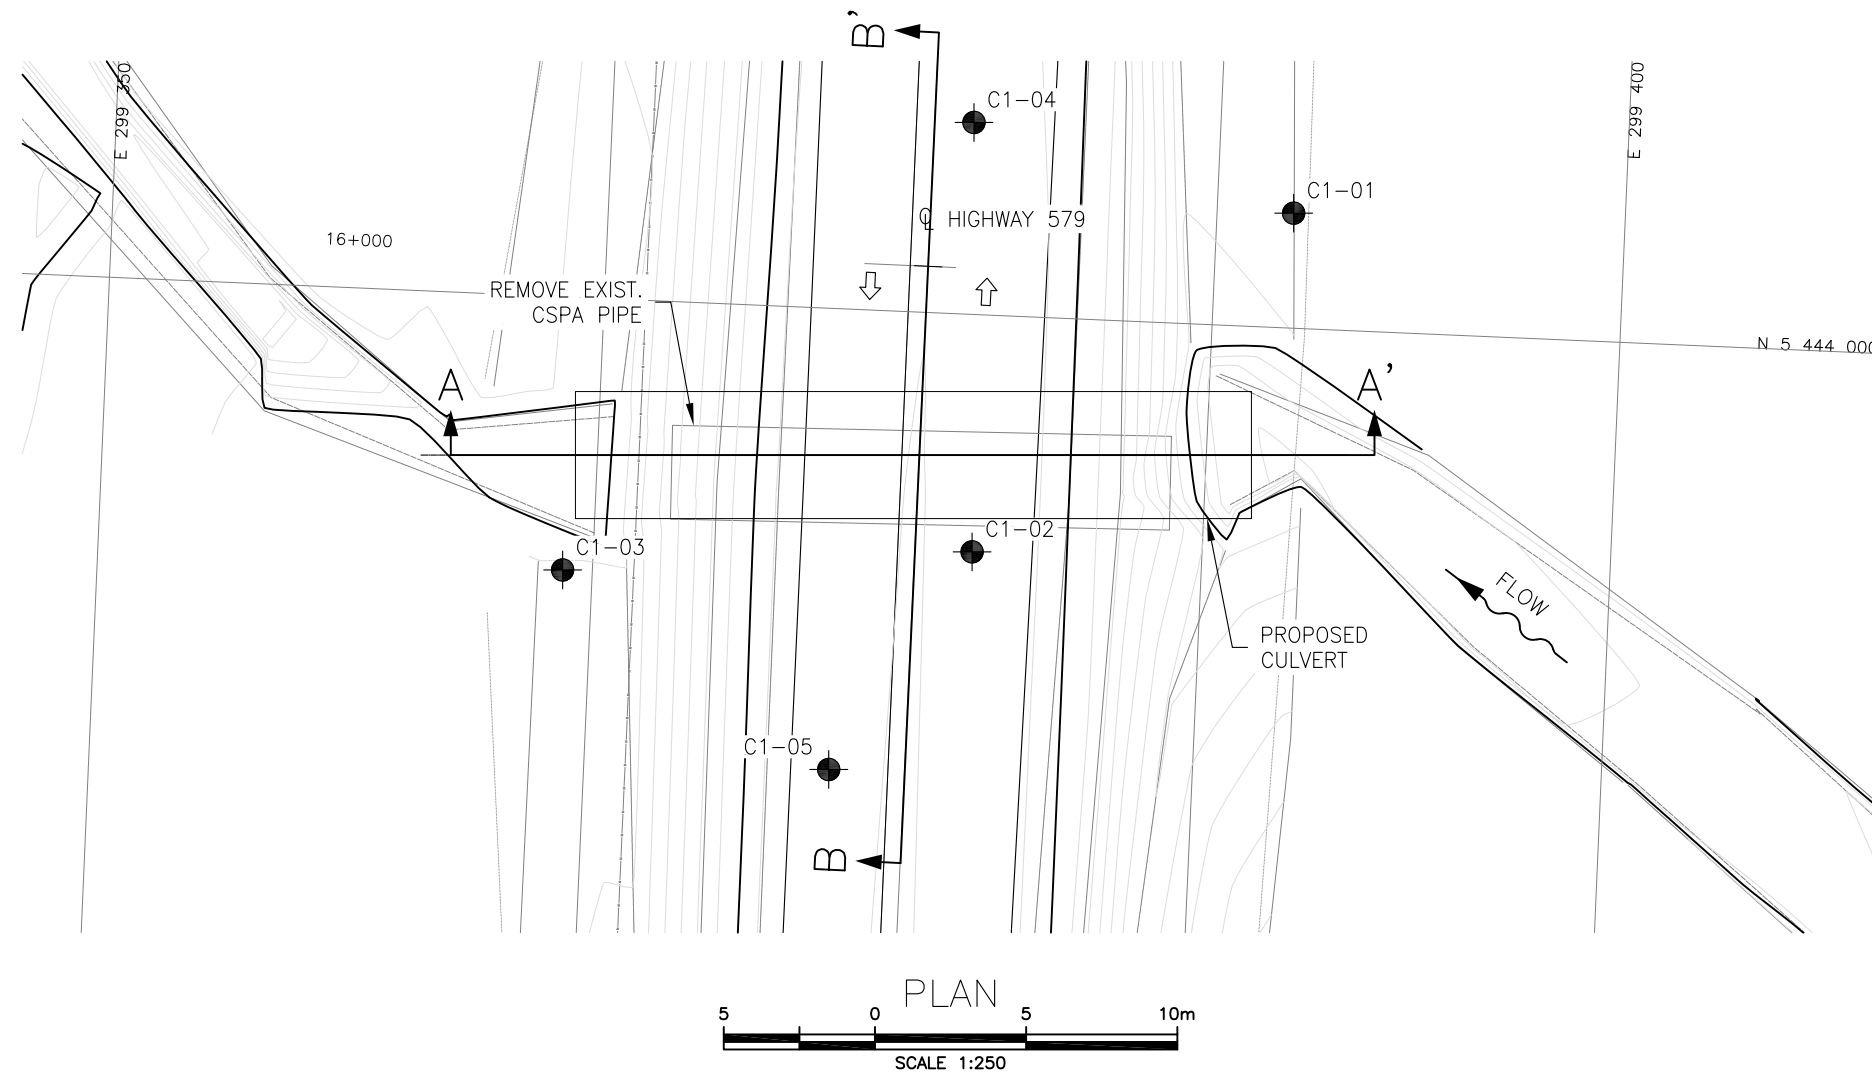 B'
E 299 350
C1-04
E 299 400
C1-01
HIGHWAY 579
16+000
REMOVE EXIST.
CSPA PIPE
N 5 444 000
A
A'
C1-02
C1-03
FLOW
PROPOSED
CULVERT
C1-05
B
PLAN
5 0 5 10m
SCALE 1:250